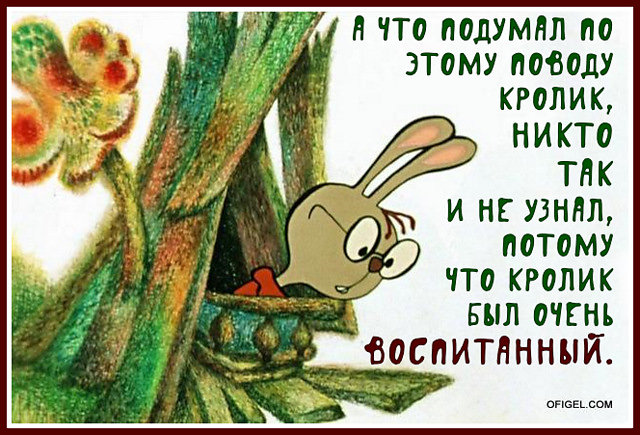 А ЧТО ПОДУМАЛ ПО
ЭТОМУ ПОВОДУ
КРОЛИК,
НИКТО
ТАК
И НЕ УЗНАЛ,
ПОТОМУ
ЧТО КРОЛИК
БЫЛ ОЧЕНЬ
ВОСПИТАННЫЙ.
OFIGEL.COM